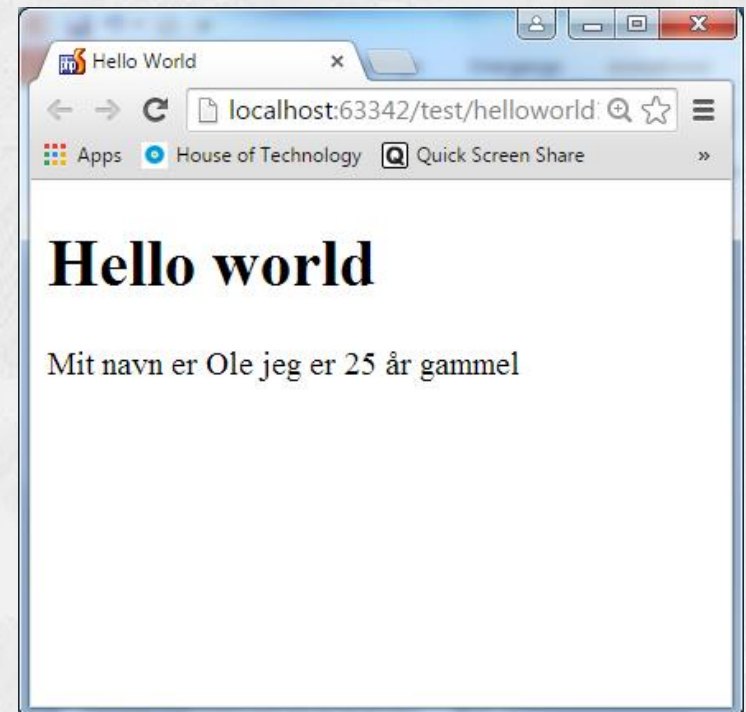 Hello World
localhost:63342/test/helloworld
Apps House of Technology Quick Screen Share »
Hello world
Mit navn er Ole jeg er 25 år gammel